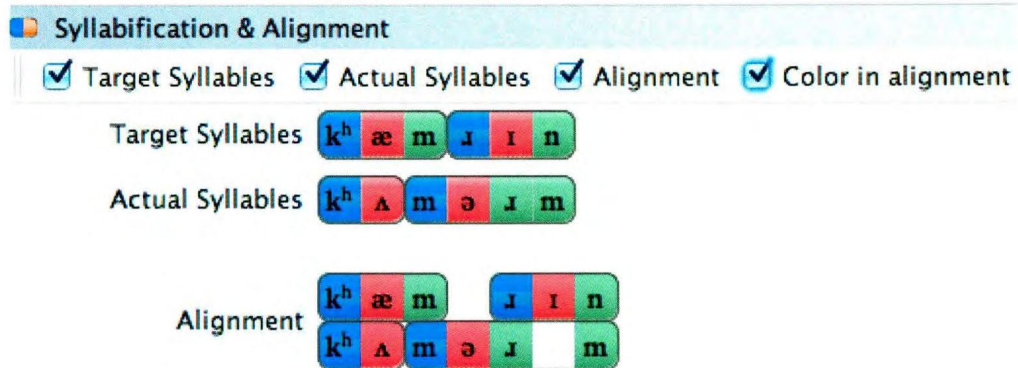 Syllabification & Alignment
Target Syllables Actual Syllables Alignment Color in alignment
Target Syllables kʰ æ m ɹ ɪ n
Actual Syllables kʰ ʌ m ə ɹ m
Alignment
kʰ æ m ɹ ɪ n
kʰ ʌ m ə ɹ m